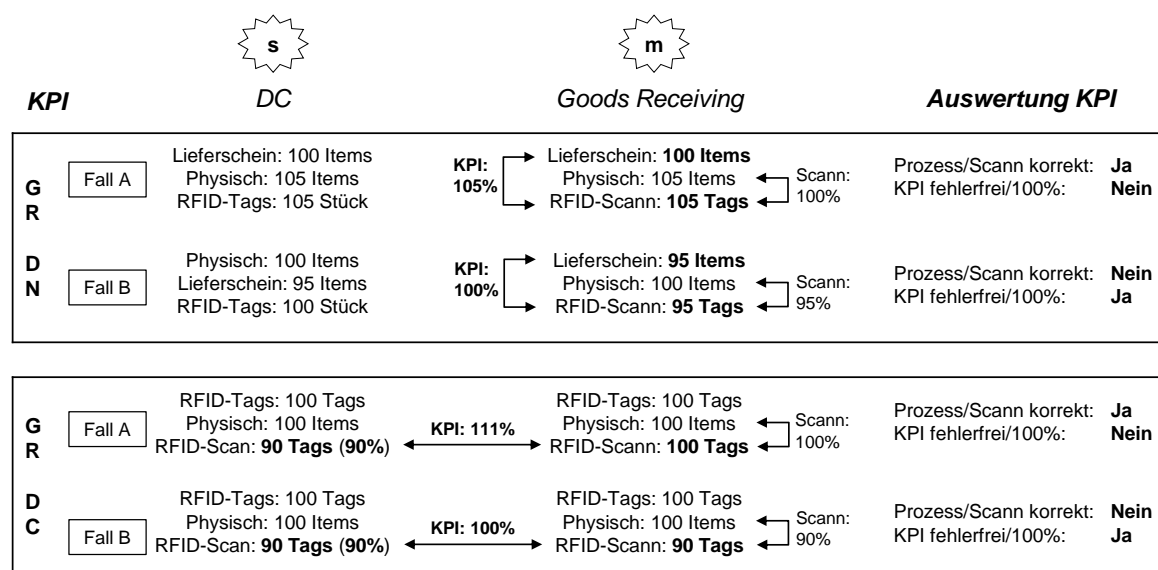 s
m
KPI
DC
Goods Receiving
Auswertung KPI
G
R
D
N
Fall A
Lieferschein: 100 Items
Physisch: 105 Items
RFID-Tags: 105 Stück
KPI:
105%
Lieferschein: 100 Items
Physisch: 105 Items
RFID-Scann: 105 Tags
Scann:
100%
Prozess/Scann korrekt: Ja
KPI fehlerfrei/100%: Nein
Fall B
Physisch: 100 Items
Lieferschein: 95 Items
RFID-Tags: 100 Stück
KPI:
100%
Lieferschein: 95 Items
Physisch: 100 Items
RFID-Scann: 95 Tags
Scann:
95%
Prozess/Scann korrekt: Nein
KPI fehlerfrei/100%: Ja
G
R
D
C
Fall A
RFID-Tags: 100 Tags
Physisch: 100 Items
RFID-Scan: 90 Tags (90%)
KPI: 111%
RFID-Tags: 100 Tags
Physisch: 100 Items
RFID-Scann: 100 Tags
Scann:
100%
Prozess/Scann korrekt: Ja
KPI fehlerfrei/100%: Nein
Fall B
RFID-Tags: 100 Tags
Physisch: 100 Items
RFID-Scan: 90 Tags (90%)
KPI: 100%
RFID-Tags: 100 Tags
Physisch: 100 Items
RFID-Scann: 90 Tags
Scann:
90%
Prozess/Scann korrekt: Nein
KPI fehlerfrei/100%: Ja